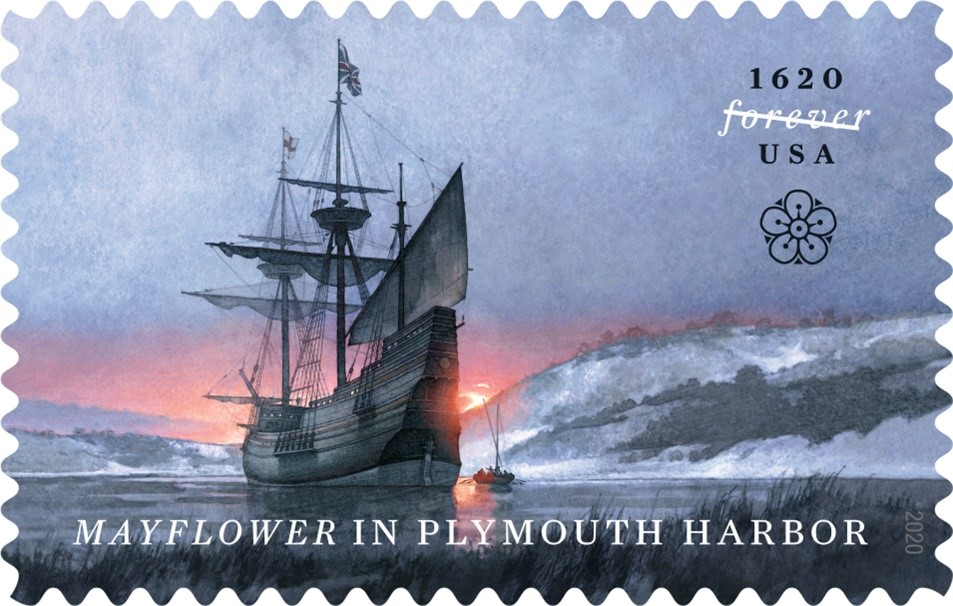 1620
forever
USA
MAYFLOWER IN PLYMOUTH HARBOR
2020